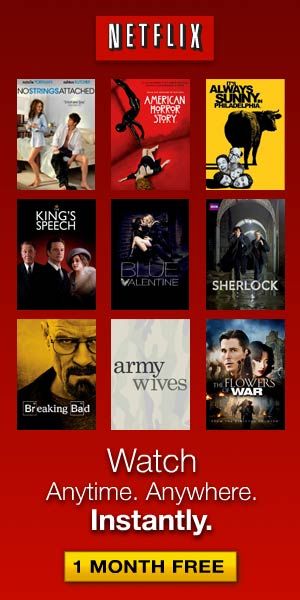 NETFLIX
NO STRINGS ATTACHED
AMERICAN
HORROR
STORY.
IT'S
ALWAYS
SUNNY IN
PHILADELPHIA.
THE
KING'S
SPEECH
BLUE
VALENTINE
BBC
SHERLOCK
Breaking Bad
army
wives
THE FLOWERS
OF WAR
Watch
Anytime. Anywhere.
Instantly.
1 MONTH FREE